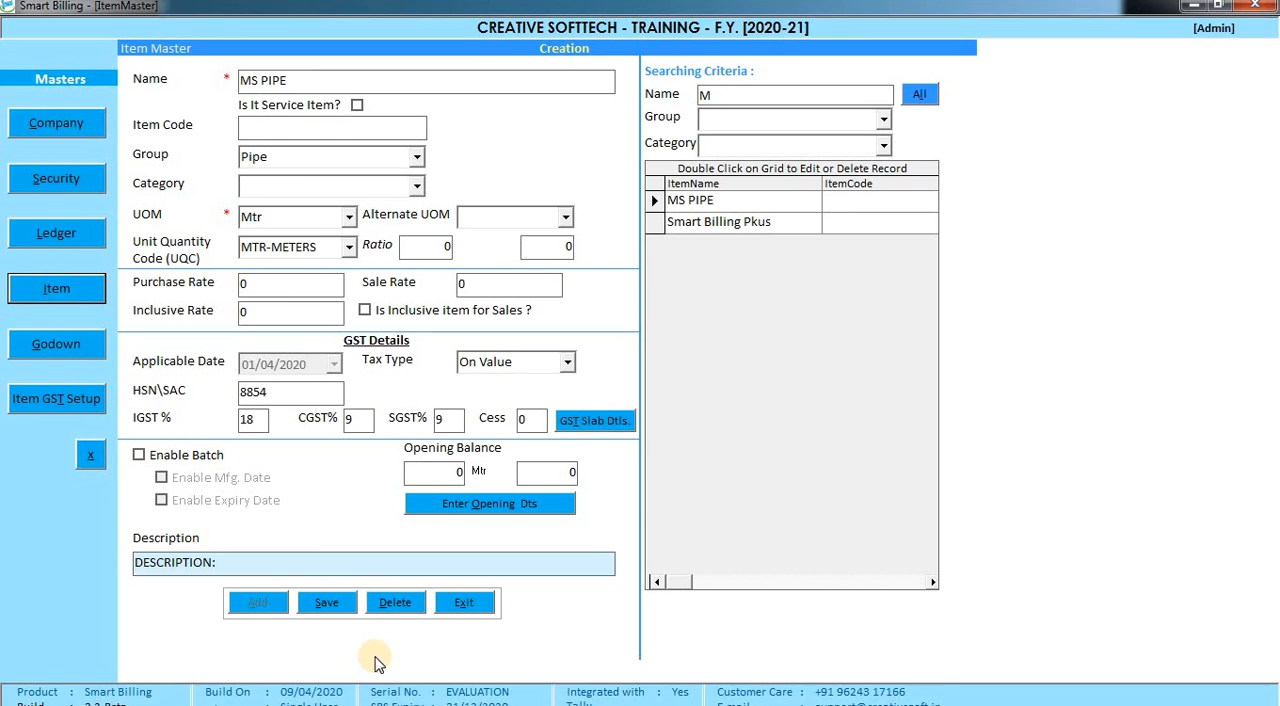 Smart Billing - [ItemMaster]
CREATIVE SOFTTECH - TRAINING - F.Y. [2020-21]
[Admin]
Item Master
Creation
Masters
Company
Security
Ledger
Item
Godown
Item GST Setup
x
Name * MS PIPE
Is It Service Item?
Item Code
Group Pipe
Category
UOM * Mtr Alternate UOM
Unit Quantity Code (UQC) MTR-METERS Ratio 0 0
Purchase Rate 0 Sale Rate 0
Inclusive Rate 0 Is Inclusive item for Sales ?
GST Details
Applicable Date 01/04/2020 Tax Type On Value
HSN\SAC 8854
IGST % 18 CGST% 9 SGST% 9 Cess 0 GST Slab Dtls.
Enable Batch
Enable Mfg. Date
Enable Expiry Date
Opening Balance
0 Mtr 0
Enter Opening Dts
Description
DESCRIPTION:
Add Save Delete Exit
Searching Criteria :
Name M All
Group
Category
Double Click on Grid to Edit or Delete Record
ItemName ItemCode
MS PIPE
Smart Billing Pkus
Product : Smart Billing Build On : 09/04/2020 Serial No. : EVALUATION Integrated with : Yes Customer Care : +91 96243 17166